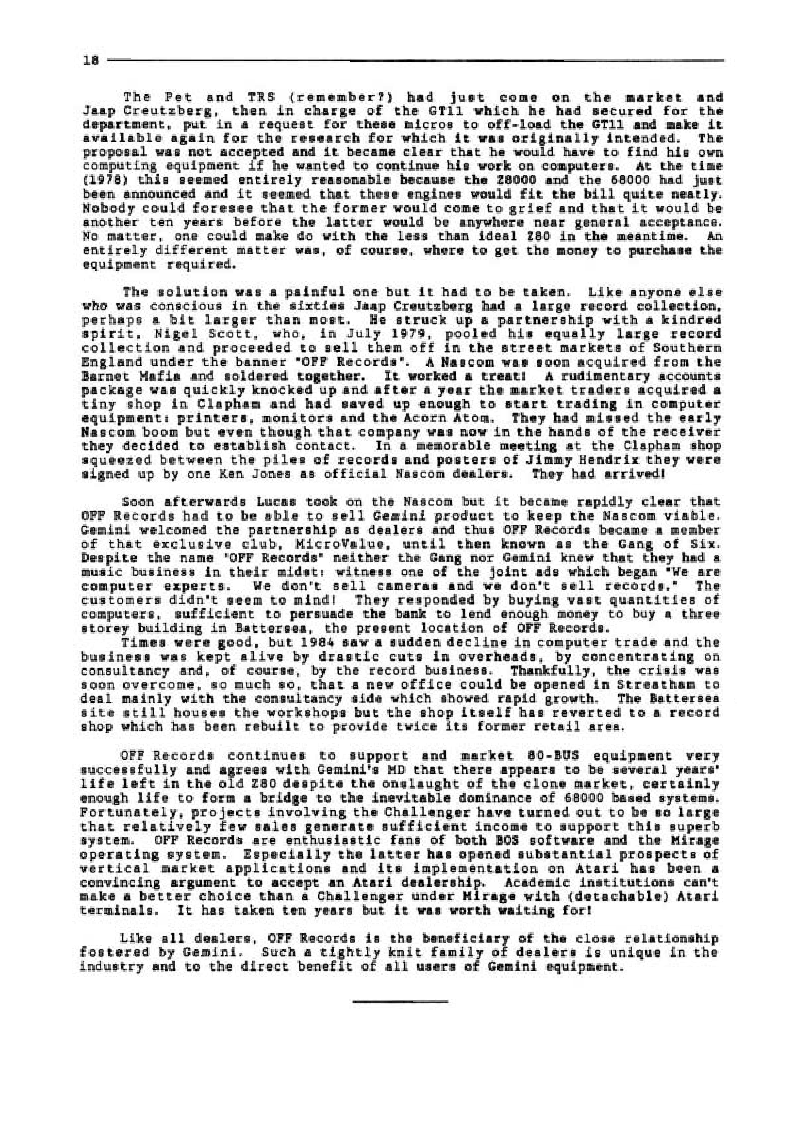 18
The Pet and TRS (remember?) had just come on the market and
Jaap Creutzberg, then in charge of the GT11 which he had secured for the
department, put in a request for these micros to off-load the GT11 and make it
available again for the research for which it was originally intended. The
proposal was not accepted and it became clear that he would have to find his own
computing equipment if he wanted to continue his work on computers. At the time
(1978) this seemed entirely reasonable because the Z8000 and the 68000 had just
been announced and it seemed that these engines would fit the bill quite neatly.
Nobody could foresee that the former would come to grief and that it would be
another ten years before the latter would be anywhere near general acceptance.
No matter, one could make do with the less than ideal Z80 in the meantime. An
entirely different matter was, of course, where to get the money to purchase the
equipment required.
The solution was a painful one but it had to be taken. Like anyone else
who was conscious in the sixties Jaap Creutzberg had a large record collection,
perhaps a bit larger than most. He struck up a partnership with a kindred
spirit, Nigel Scott, who, in July 1979, pooled his equally large record
collection and proceeded to sell them off in the street markets of Southern
England under the banner "OFF Records". A Nascom was soon acquired from the
Barnet Mafia and soldered together. It worked a treat! A rudimentary accounts
package was quickly knocked up and after a year the market traders acquired a
tiny shop in Clapham and had saved up enough to start trading in computer
equipment: printers, monitors and the Acorn Atom. They had missed the early
Nascom boom but even though that company was now in the hands of the receiver
they decided to establish contact. In a memorable meeting at the Clapham shop
squeezed between the piles of records and posters of Jimmy Hendrix they were
signed up by one Ken Jones as official Nascom dealers. They had arrived!
Soon afterwards Lucas took on the Nascom but it became rapidly clear that
OFF Records had to be able to sell Gemini product to keep the Nascom viable.
Gemini welcomed the partnership as dealers and thus OFF Records became a member
of that exclusive club, MicroValue, until then known as the Gang of Six.
Despite the name "OFF Records" neither the Gang nor Gemini knew that they had a
music business in their midst: witness one of the joint ads which began "We are
computer experts. We don't sell cameras and we don't sell records." The
customers didn't seem to mind! They responded by buying vast quantities of
computers, sufficient to persuade the bank to lend enough money to buy a three
storey building in Battersea, the present location of OFF Records.
Times were good, but 1984 saw a sudden decline in computer trade and the
business was kept alive by drastic cuts in overheads, by concentrating on
consultancy and, of course, by the record business. Thankfully, the crisis was
soon overcome, so much so, that a new office could be opened in Streatham to
deal mainly with the consultancy side which showed rapid growth. The Battersea
site still houses the workshops but the shop itself has reverted to a record
shop which has been rebuilt to provide twice its former retail area.
OFF Records continues to support and market 80-BUS equipment very
successfully and agrees with Gemini's MD that there appears to be several years'
life left in the old Z80 despite the onslaught of the clone market, certainly
enough life to form a bridge to the inevitable dominance of 68000 based systems.
Fortunately, projects involving the Challenger have turned out to be so large
that relatively few sales generate sufficient income to support this superb
system. OFF Records are enthusiastic fans of both BOS software and the Mirage
operating system. Especially the latter has opened substantial prospects of
vertical market applications and its implementation on Atari has been a
convincing argument to accept an Atari dealership. Academic institutions can't
make a better choice than a Challenger under Mirage with (detachable) Atari
terminals. It has taken ten years but it was worth waiting for!
Like all dealers, OFF Records is the beneficiary of the close relationship
fostered by Gemini. Such a tightly knit family of dealers is unique in the
industry and to the direct benefit of all users of Gemini equipment.